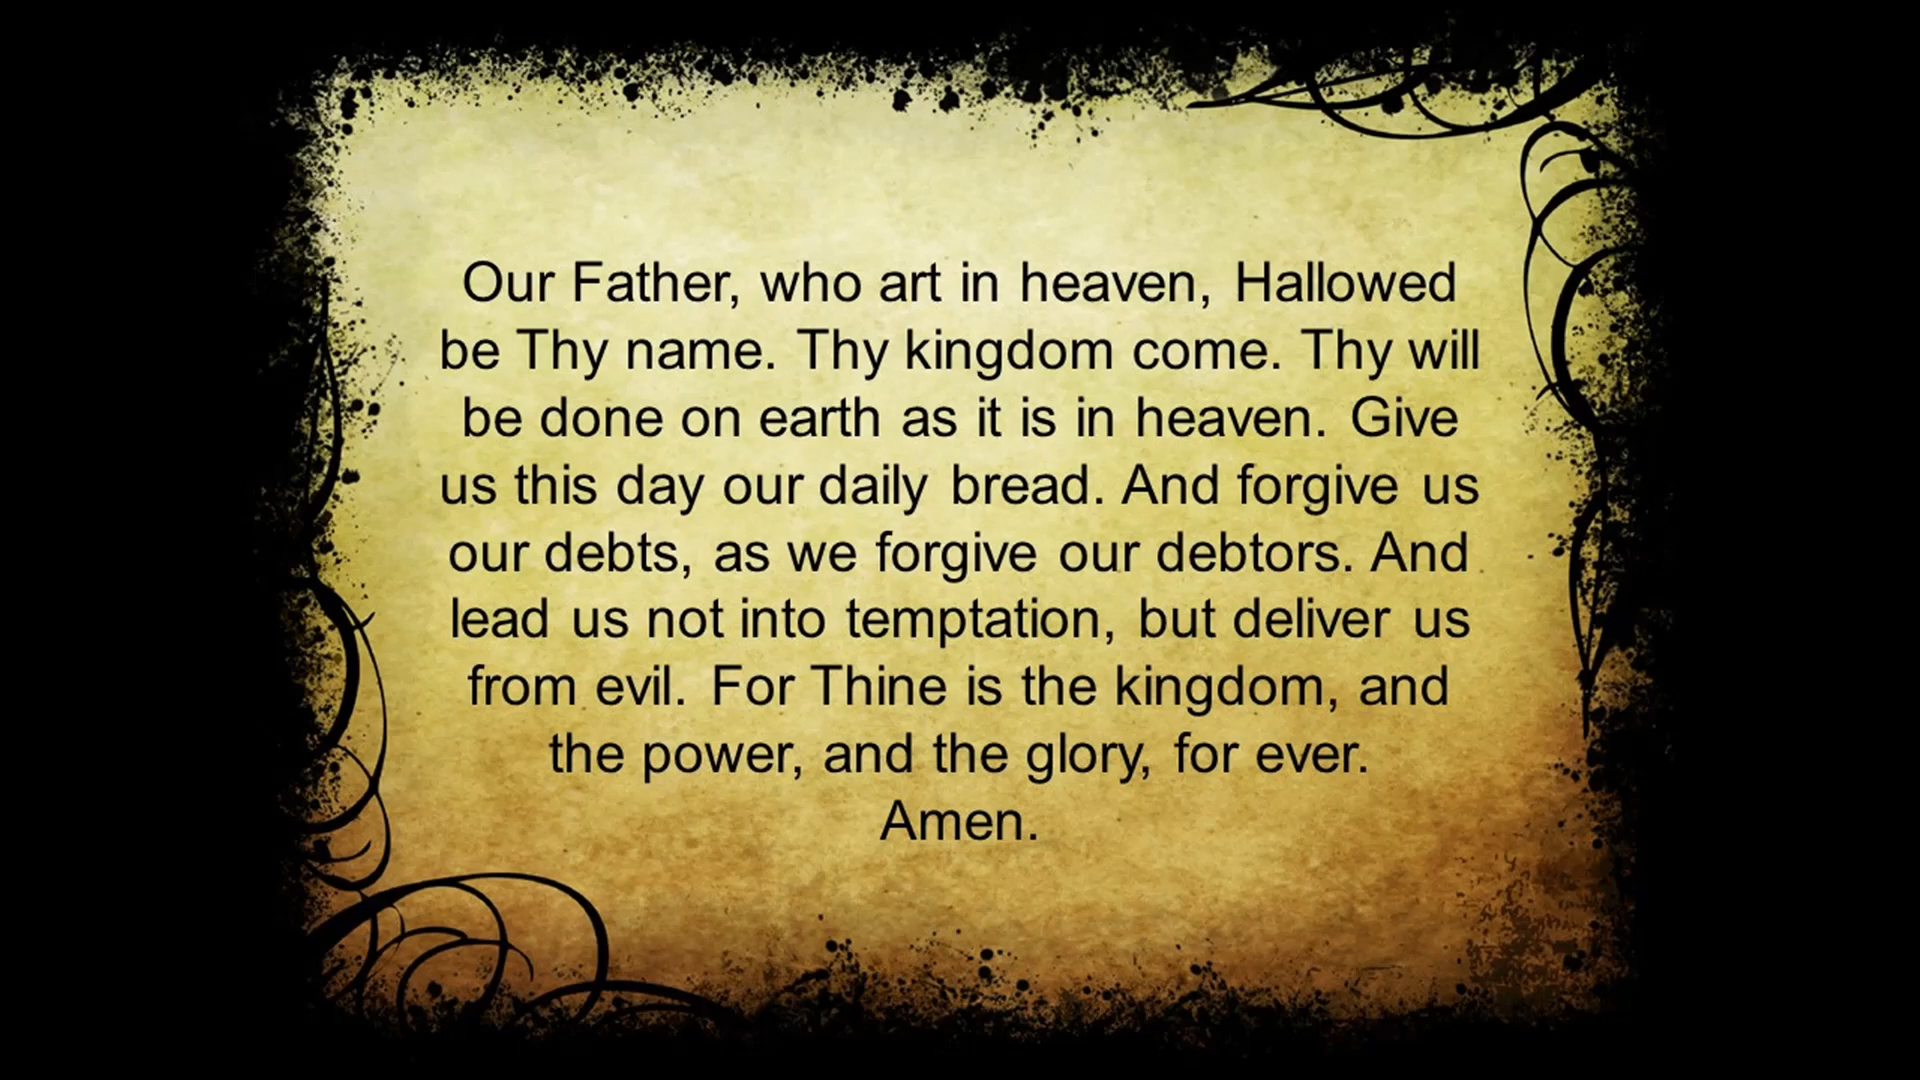 Our Father, who art in heaven, Hallowed
be Thy name. Thy kingdom come. Thy will
be done on earth as it is in heaven. Give
us this day our daily bread. And forgive us
our debts, as we forgive our debtors. And
lead us not into temptation, but deliver us
from evil. For Thine is the kingdom, and
the power, and the glory, for ever.
Amen.